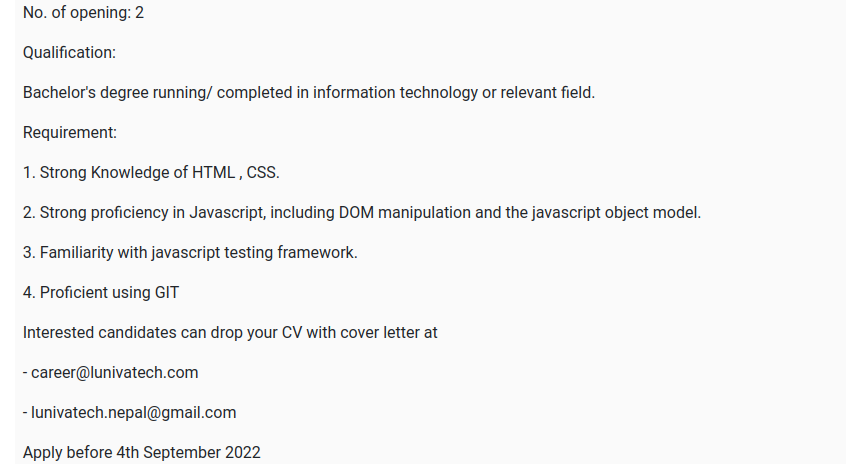 No. of opening: 2
Qualification:
Bachelor's degree running/ completed in information technology or relevant field.
Requirement:
1. Strong Knowledge of HTML , CSS.
2. Strong proficiency in Javascript, including DOM manipulation and the javascript object model.
3. Familiarity with javascript testing framework.
4. Proficient using GIT
Interested candidates can drop your CV with cover letter at
- career@lunivatech.com
- lunivatech.nepal@gmail.com
Apply before 4th September 2022